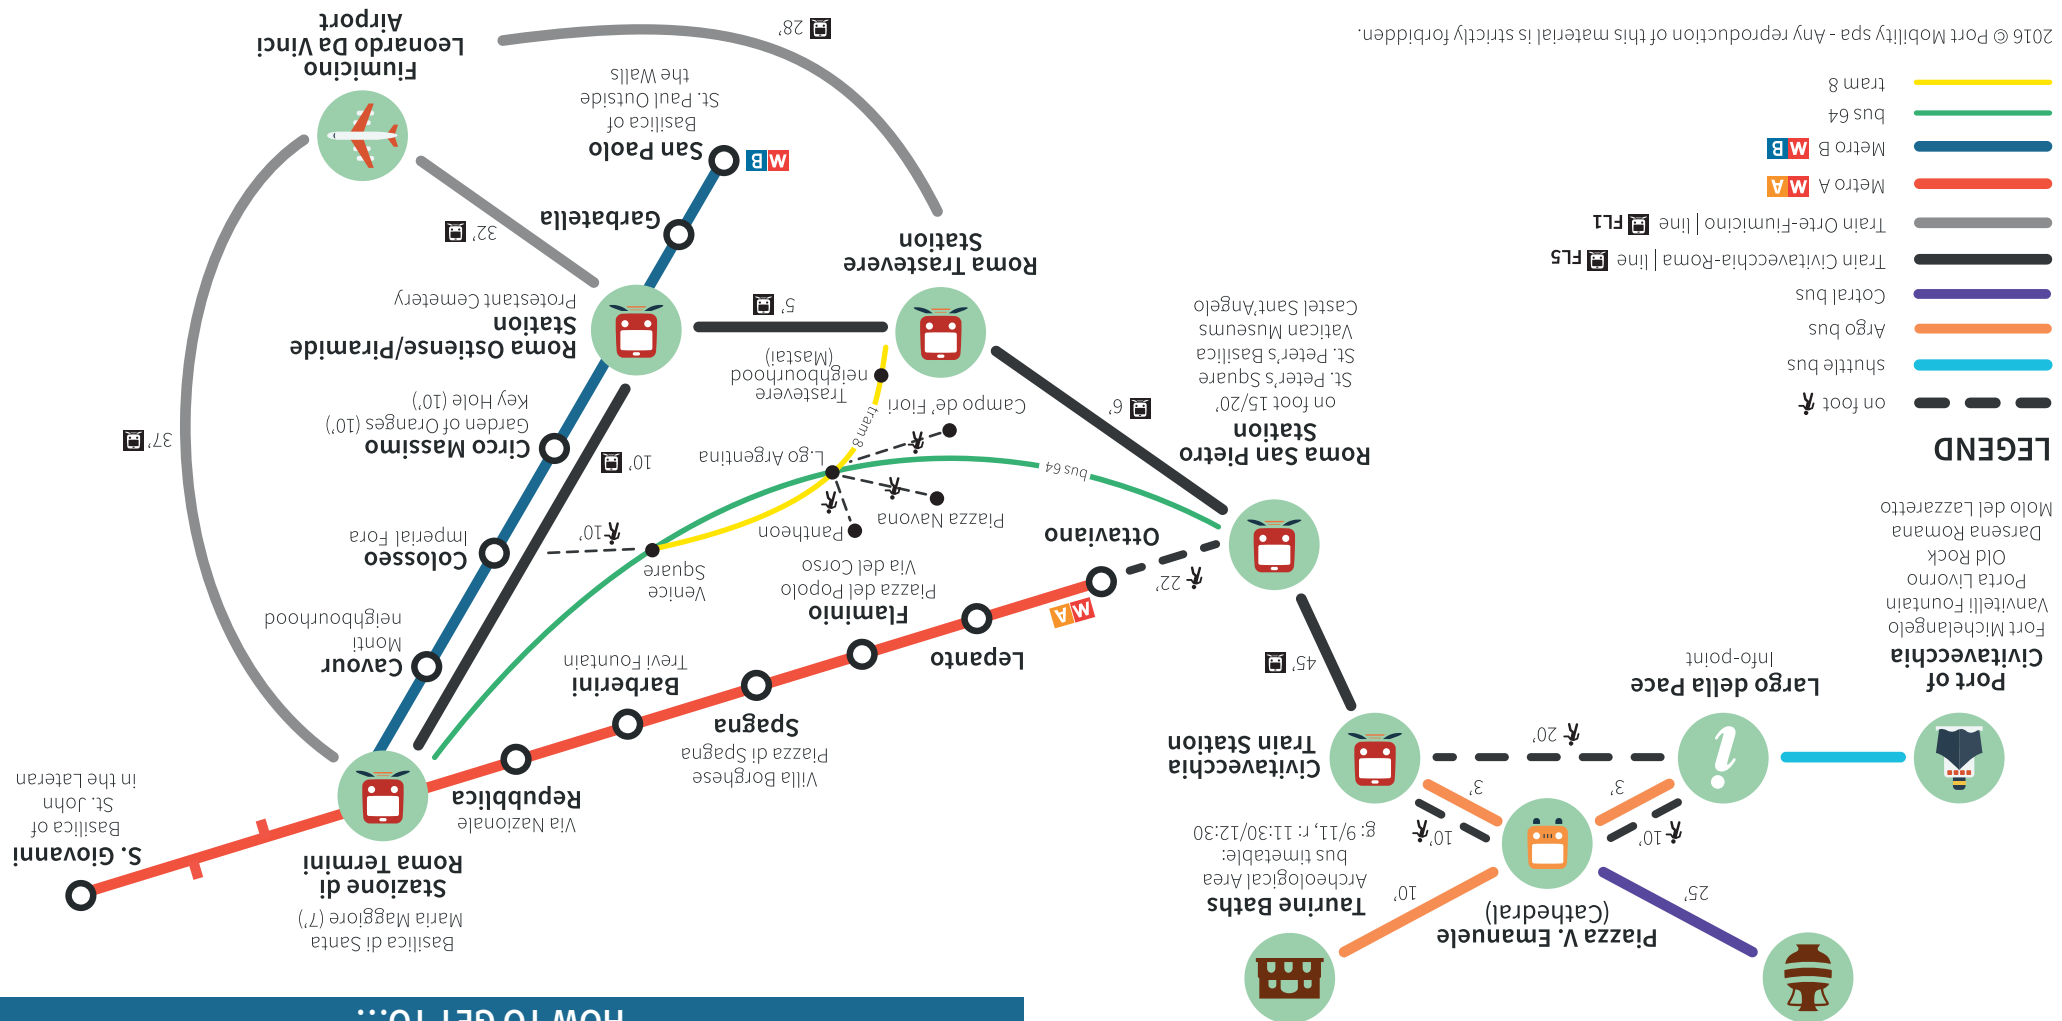 HOW TO GET TO...
Taurine Baths
Archeological Area
bus timetable:
g: 9/11, r: 11:30/12:30
Piazza V. Emanuele
(Cathedral)
25'
10'
10'
10'
3'
3'
20'
Port of
Civitavecchia
Fort Michelangelo
Vanvitelli Fountain
Porta Livorno
Old Rock
Darsena Romana
Molo del Lazzaretto
Largo della Pace
Info-point
Civitavecchia
Train Station
45'
Roma San Pietro
Station
on foot 15/20'
St. Peter's Square
St. Peter's Basilica
Vatican Museums
Castel Sant'Angelo
22'
Ottaviano
M A
Lepanto
Flaminio
Piazza del Popolo
Via del Corso
Villa Borghese
Piazza di Spagna
Spagna
Barberini
Trevi Fountain
Via Nazionale
Repubblica
Basilica di Santa
Maria Maggiore (7')
Stazione di
Roma Termini
S. Giovanni
Basilica of
St. John
in the Lateran
Cavour
Monti
neighbourhood
Colosseo
Imperial Fora
Circo Massimo
Garden of Oranges (10')
Key Hole (10')
10'
37'
bus 64
Venice
Square
10'
Pantheon
Piazza Navona
L.go Argentina
Campo de' Fiori
tram 8
Trastevere
neighbourhood
(Mastai)
6'
Roma Trastevere
Station
5'
Roma Ostiense/Piramide
Station
Protestant Cemetery
32'
Garbatella
San Paolo
Basilica of
St. Paul Outside
the Walls
M B
28'
Fiumicino
Leonardo Da Vinci
Airport
LEGEND
on foot
shuttle bus
Argo bus
Cotral bus
Train Civitavecchia-Roma | line FL5
Train Orte-Fiumicino | line FL1
Metro A M A
Metro B M B
bus 64
tram 8
2016 © Port Mobility spa - Any reproduction of this material is strictly forbidden.